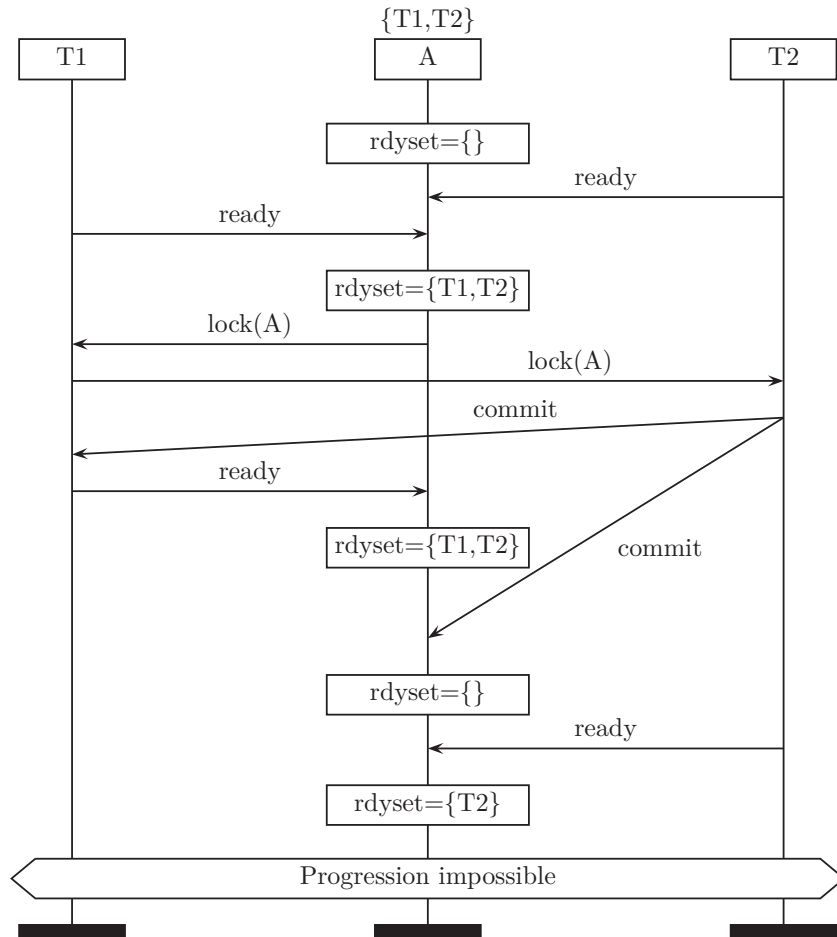 {T1,T2}
T1
A
T2
rdyset={}
ready
ready
rdyset={T1,T2}
lock(A)
lock(A)
commit
ready
rdyset={T1,T2}
commit
rdyset={}
ready
rdyset={T2}
Progression impossible